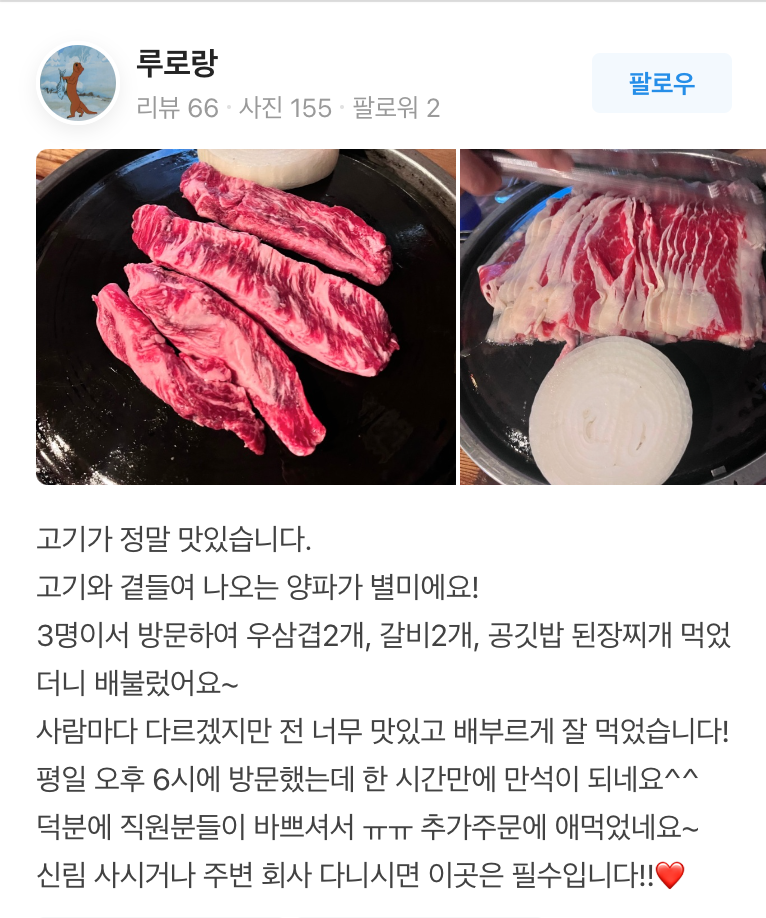 루로랑
리뷰 66 · 사진 155 · 팔로워 2
팔로우
고기가 정말 맛있습니다.
고기와 곁들여 나오는 양파가 별미에요!
3명이서 방문하여 우삼겹2개, 갈비2개, 공깃밥 된장찌개 먹었
더니 배불렀어요~
사람마다 다르겠지만 전 너무 맛있고 배부르게 잘 먹었습니다!
평일 오후 6시에 방문했는데 한 시간만에 만석이 되네요^^
덕분에 직원분들이 바쁘셔서 ㅠㅠ 추가주문에 애먹었네요~
신림 사시거나 주변 회사 다니시면 이곳은 필수입니다!!❤️